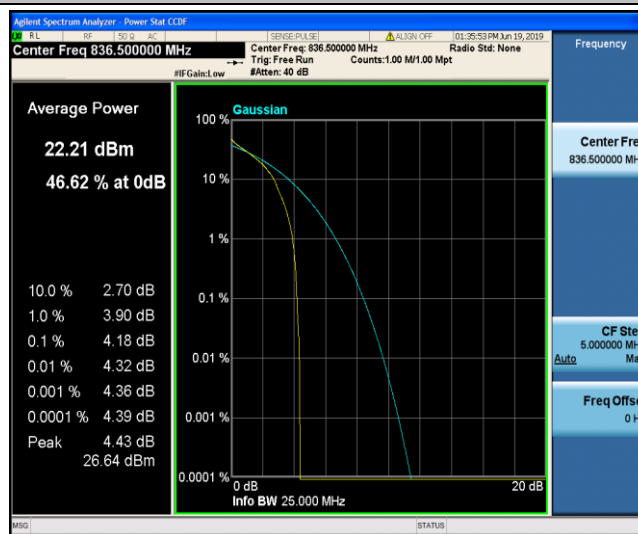 Agilent Spectrum Analyzer - Power Stat CCDF
RL RF 50 Ω AC SENSE:PULSE ALIGN OFF 01:35:53 PM Jun 19, 2019
Center Freq 836.500000 MHz
Center Freq: 836.500000 MHz Radio Std: None
Trig: Free Run Counts:1.00 M/1.00 Mpt
#IFGain:Low #Atten: 40 dB
Frequency
Average Power
22.21 dBm
46.62 % at 0dB
10.0 % 2.70 dB
1.0 % 3.90 dB
0.1 % 4.18 dB
0.01 % 4.32 dB
0.001 % 4.36 dB
0.0001 % 4.39 dB
Peak 4.43 dB
26.64 dBm
Gaussian
100 %
10 %
1 %
0.1 %
0.01 %
0.001 %
0.0001 %
0 dB 20 dB
Info BW 25.000 MHz
Center Fre
836.500000 MH
CF Ste
5.000000 MH
Auto Ma
Freq Offse
0 H
MSG STATUS